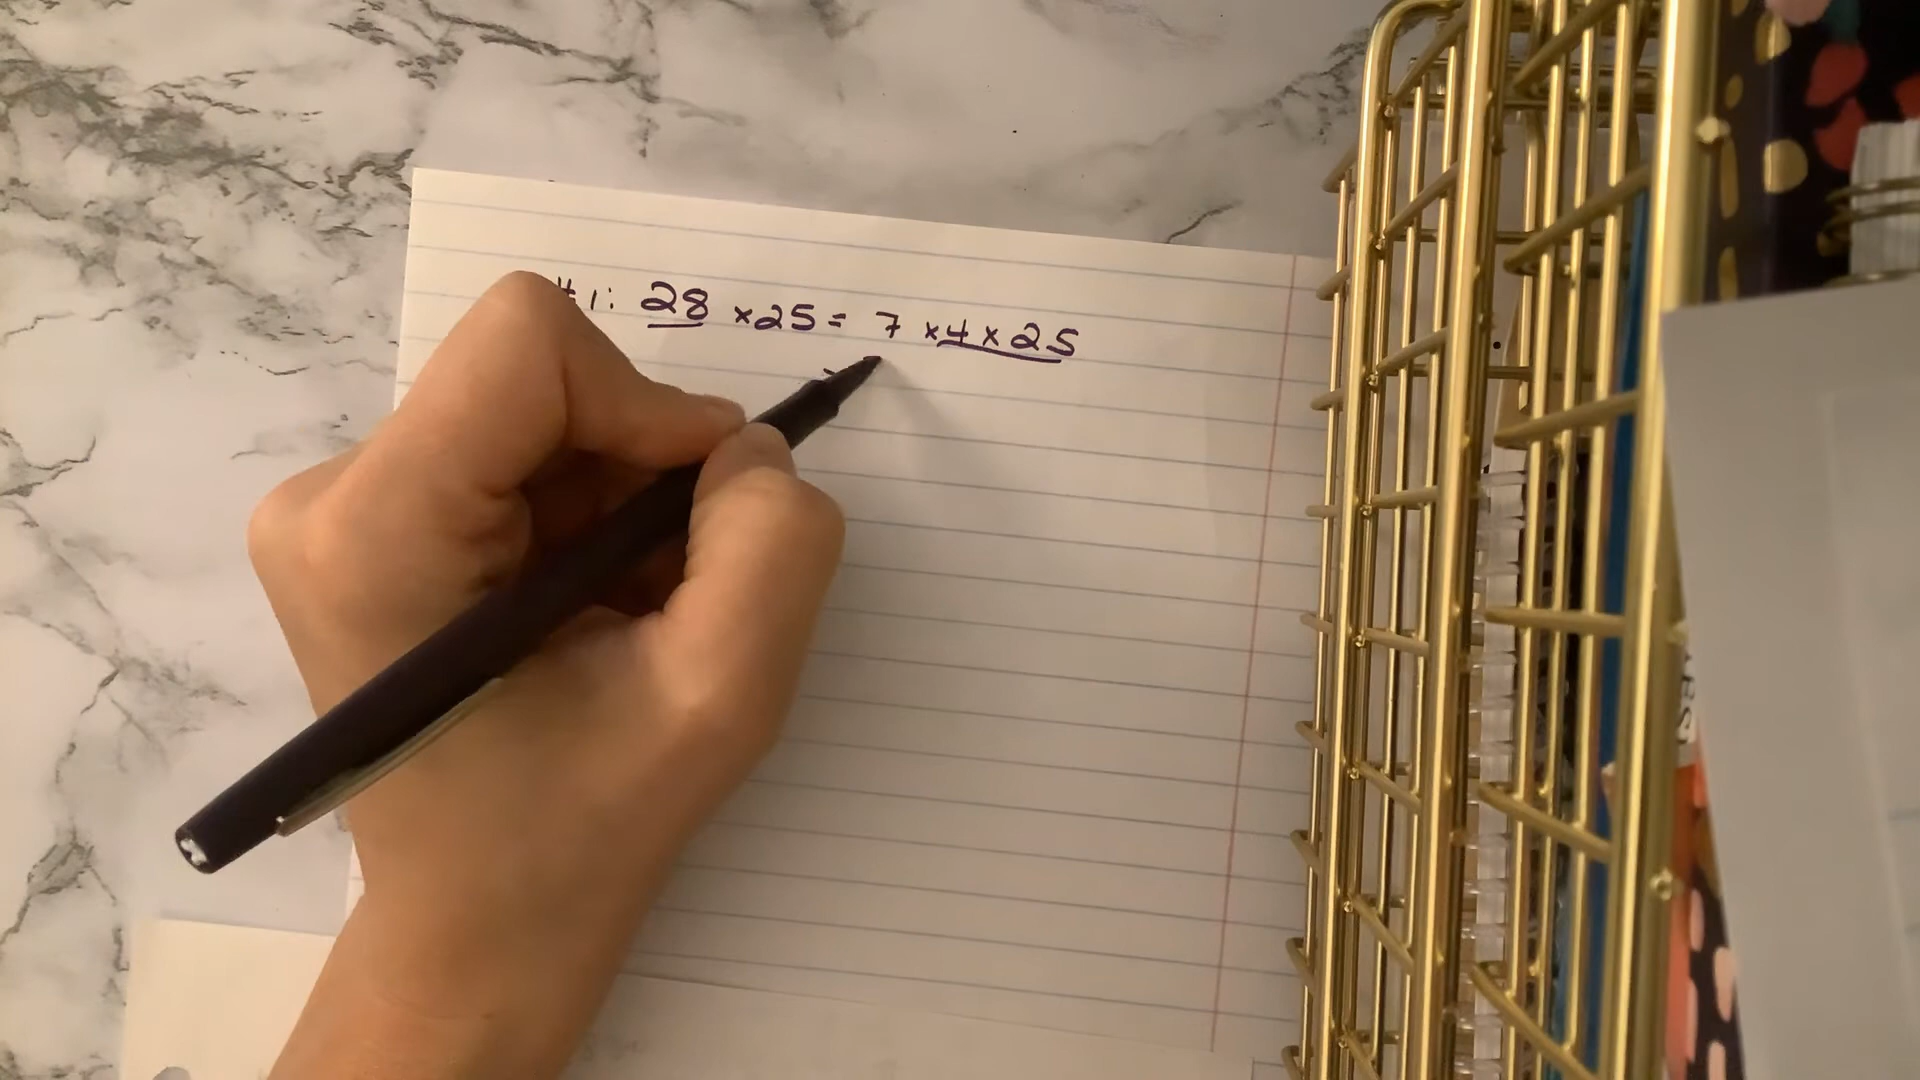 #1: 28 × 25 = 7 × 4 × 25
=